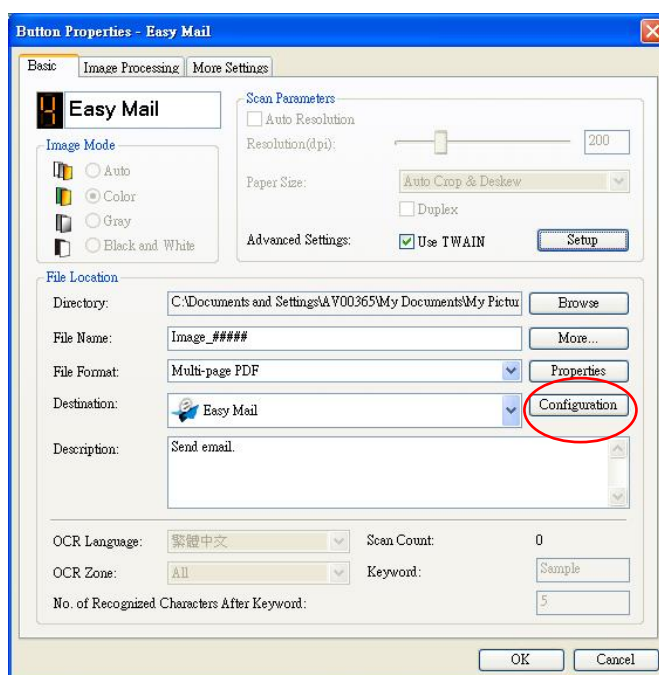 Button Properties - Easy Mail
Basic Image Processing More Settings
4 Easy Mail
Image Mode
Auto
Color
Gray
Black and White
Scan Parameters
Auto Resolution
Resolution(dpi): 200
Paper Size: Auto Crop & Deskew
Duplex
Advanced Settings: Use TWAIN Setup
File Location
Directory: C:\Documents and Settings\AV00365\My Documents\My Pictur Browse
File Name: Image_##### More...
File Format: Multi-page PDF Properties
Destination: Easy Mail Configuration
Description: Send email.
OCR Language: 繁體中文 Scan Count: 0
OCR Zone: All Keyword: Sample
No. of Recognized Characters After Keyword: 5
OK Cancel